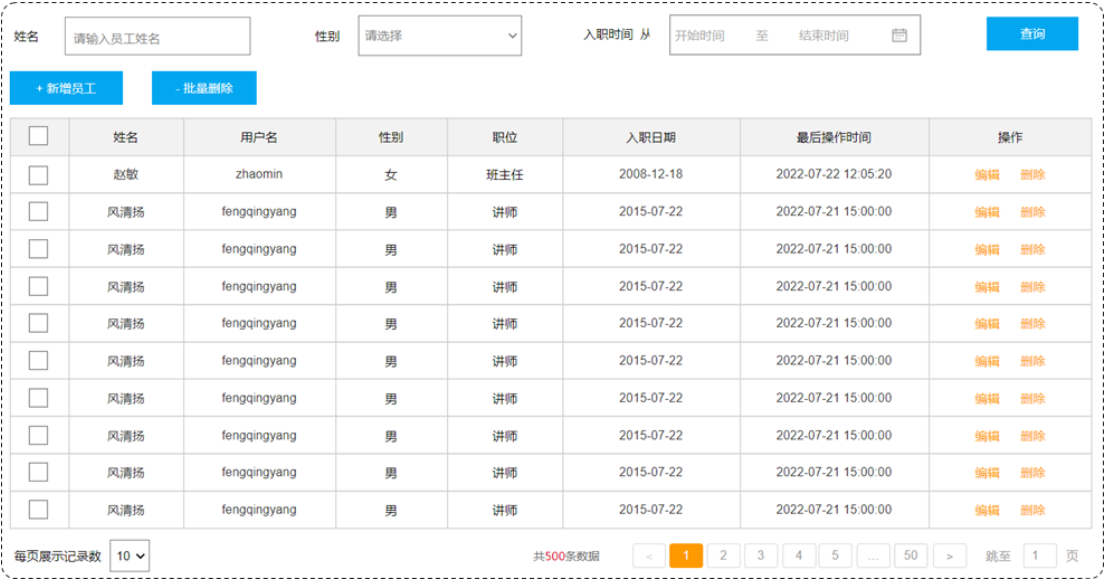 姓名 请输入员工姓名 性别 请选择 入职时间 从 开始时间 至 结束时间 查询
+ 新增员工 - 批量删除
姓名 用户名 性别 职位 入职日期 最后操作时间 操作
赵敏 zhaomin 女 班主任 2008-12-18 2022-07-22 12:05:20 编辑 删除
风清扬 fengqingyang 男 讲师 2015-07-22 2022-07-21 15:00:00 编辑 删除
风清扬 fengqingyang 男 讲师 2015-07-22 2022-07-21 15:00:00 编辑 删除
风清扬 fengqingyang 男 讲师 2015-07-22 2022-07-21 15:00:00 编辑 删除
风清扬 fengqingyang 男 讲师 2015-07-22 2022-07-21 15:00:00 编辑 删除
风清扬 fengqingyang 男 讲师 2015-07-22 2022-07-21 15:00:00 编辑 删除
风清扬 fengqingyang 男 讲师 2015-07-22 2022-07-21 15:00:00 编辑 删除
风清扬 fengqingyang 男 讲师 2015-07-22 2022-07-21 15:00:00 编辑 删除
风清扬 fengqingyang 男 讲师 2015-07-22 2022-07-21 15:00:00 编辑 删除
风清扬 fengqingyang 男 讲师 2015-07-22 2022-07-21 15:00:00 编辑 删除
每页展示记录数 10 共500条数据 < 1 2 3 4 5 ... 50 > 跳至 1 页